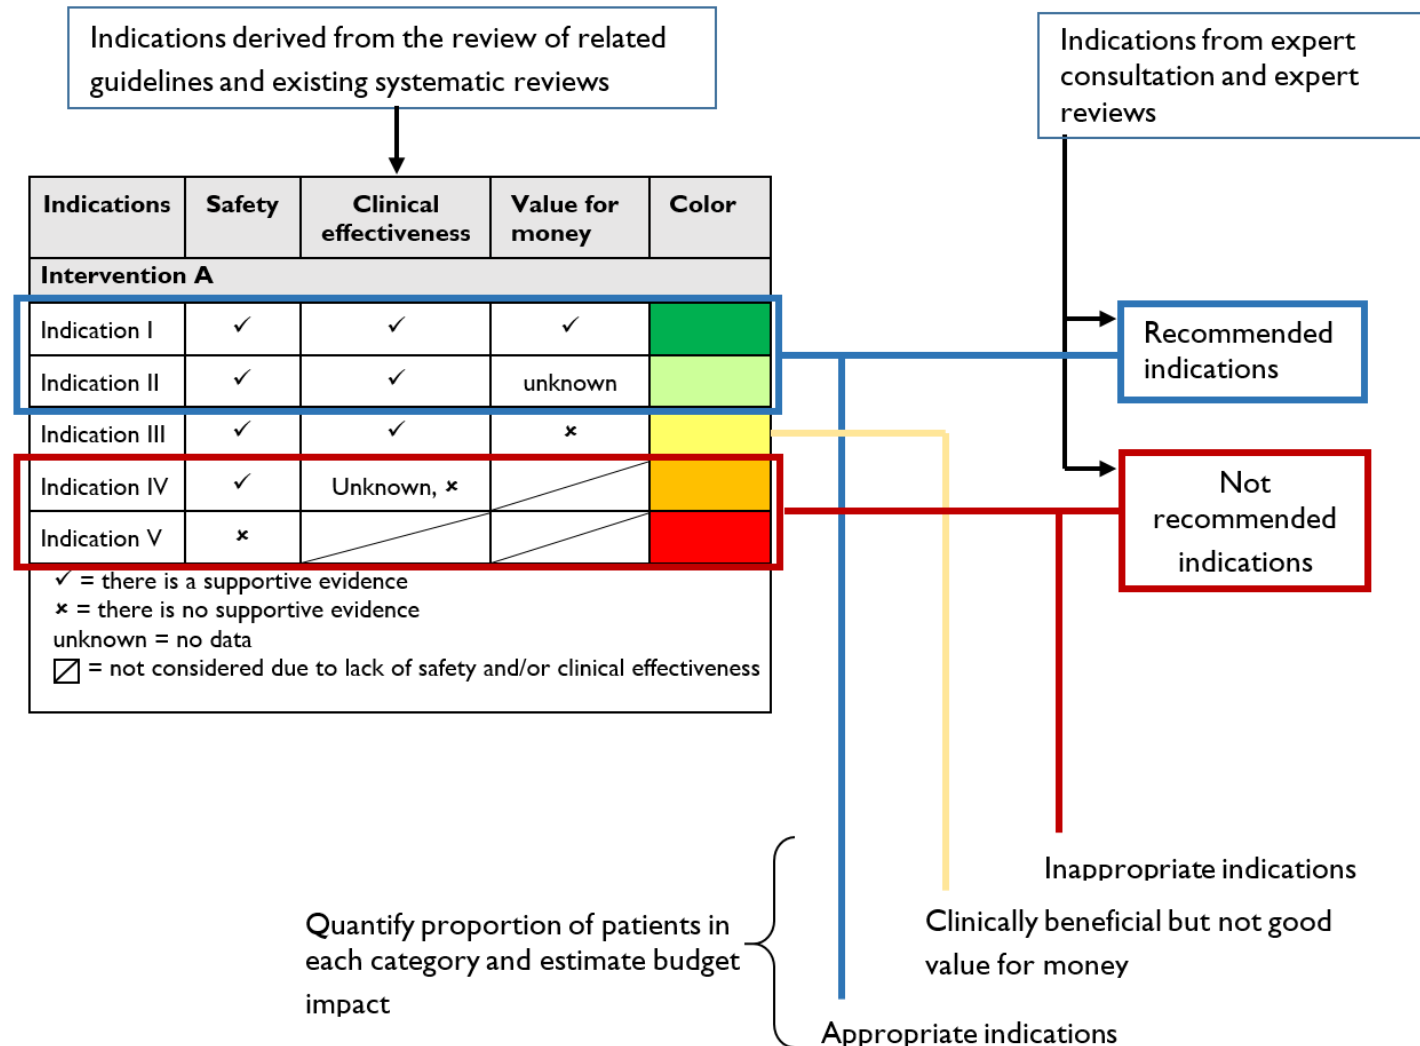 Indications derived from the review of related
guidelines and existing systematic reviews
Indications from expert
consultation and expert
reviews
Indications Safety Clinical effectiveness Value for money Color
Intervention A
Indication I ✓ ✓ ✓
Indication II ✓ ✓ unknown
Indication III ✓ ✓ ×
Indication IV ✓ Unknown, ×
Indication V ×
✓ = there is a supportive evidence
× = there is no supportive evidence
unknown = no data
= not considered due to lack of safety and/or clinical effectiveness
Recommended
indications
Not
recommended
indications
Inappropriate indications
Clinically beneficial but not good
value for money
Quantify proportion of patients in
each category and estimate budget
impact
Appropriate indications